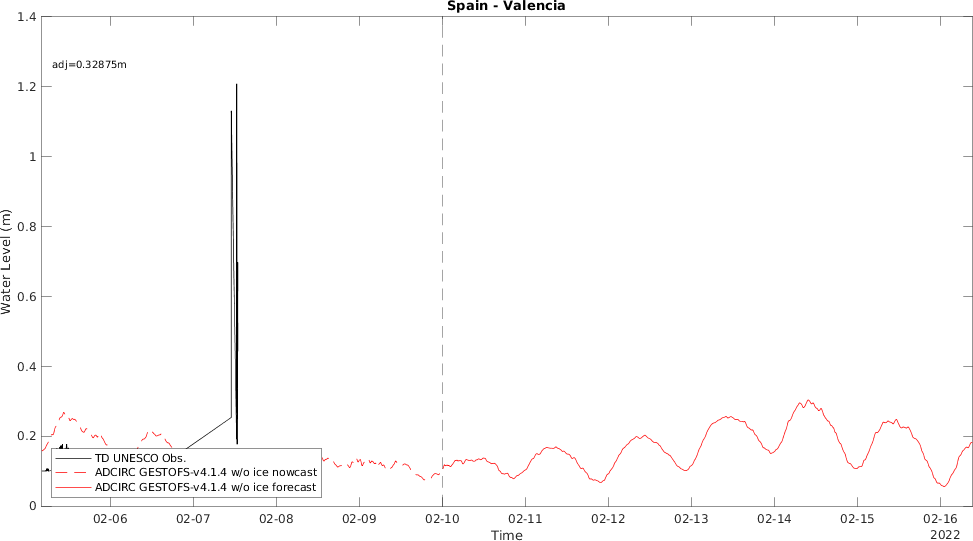 Spain - Valencia
1.4
adj=0.32875m
1.2
1
0.8
Water Level (m)
0.6
0.4
0.2
0
TD UNESCO Obs.
ADCIRC GESTOFS-v4.1.4 w/o ice nowcast
ADCIRC GESTOFS-v4.1.4 w/o ice forecast
02-06 02-07 02-08 02-09 02-10 02-11 02-12 02-13 02-14 02-15 02-16
Time 2022